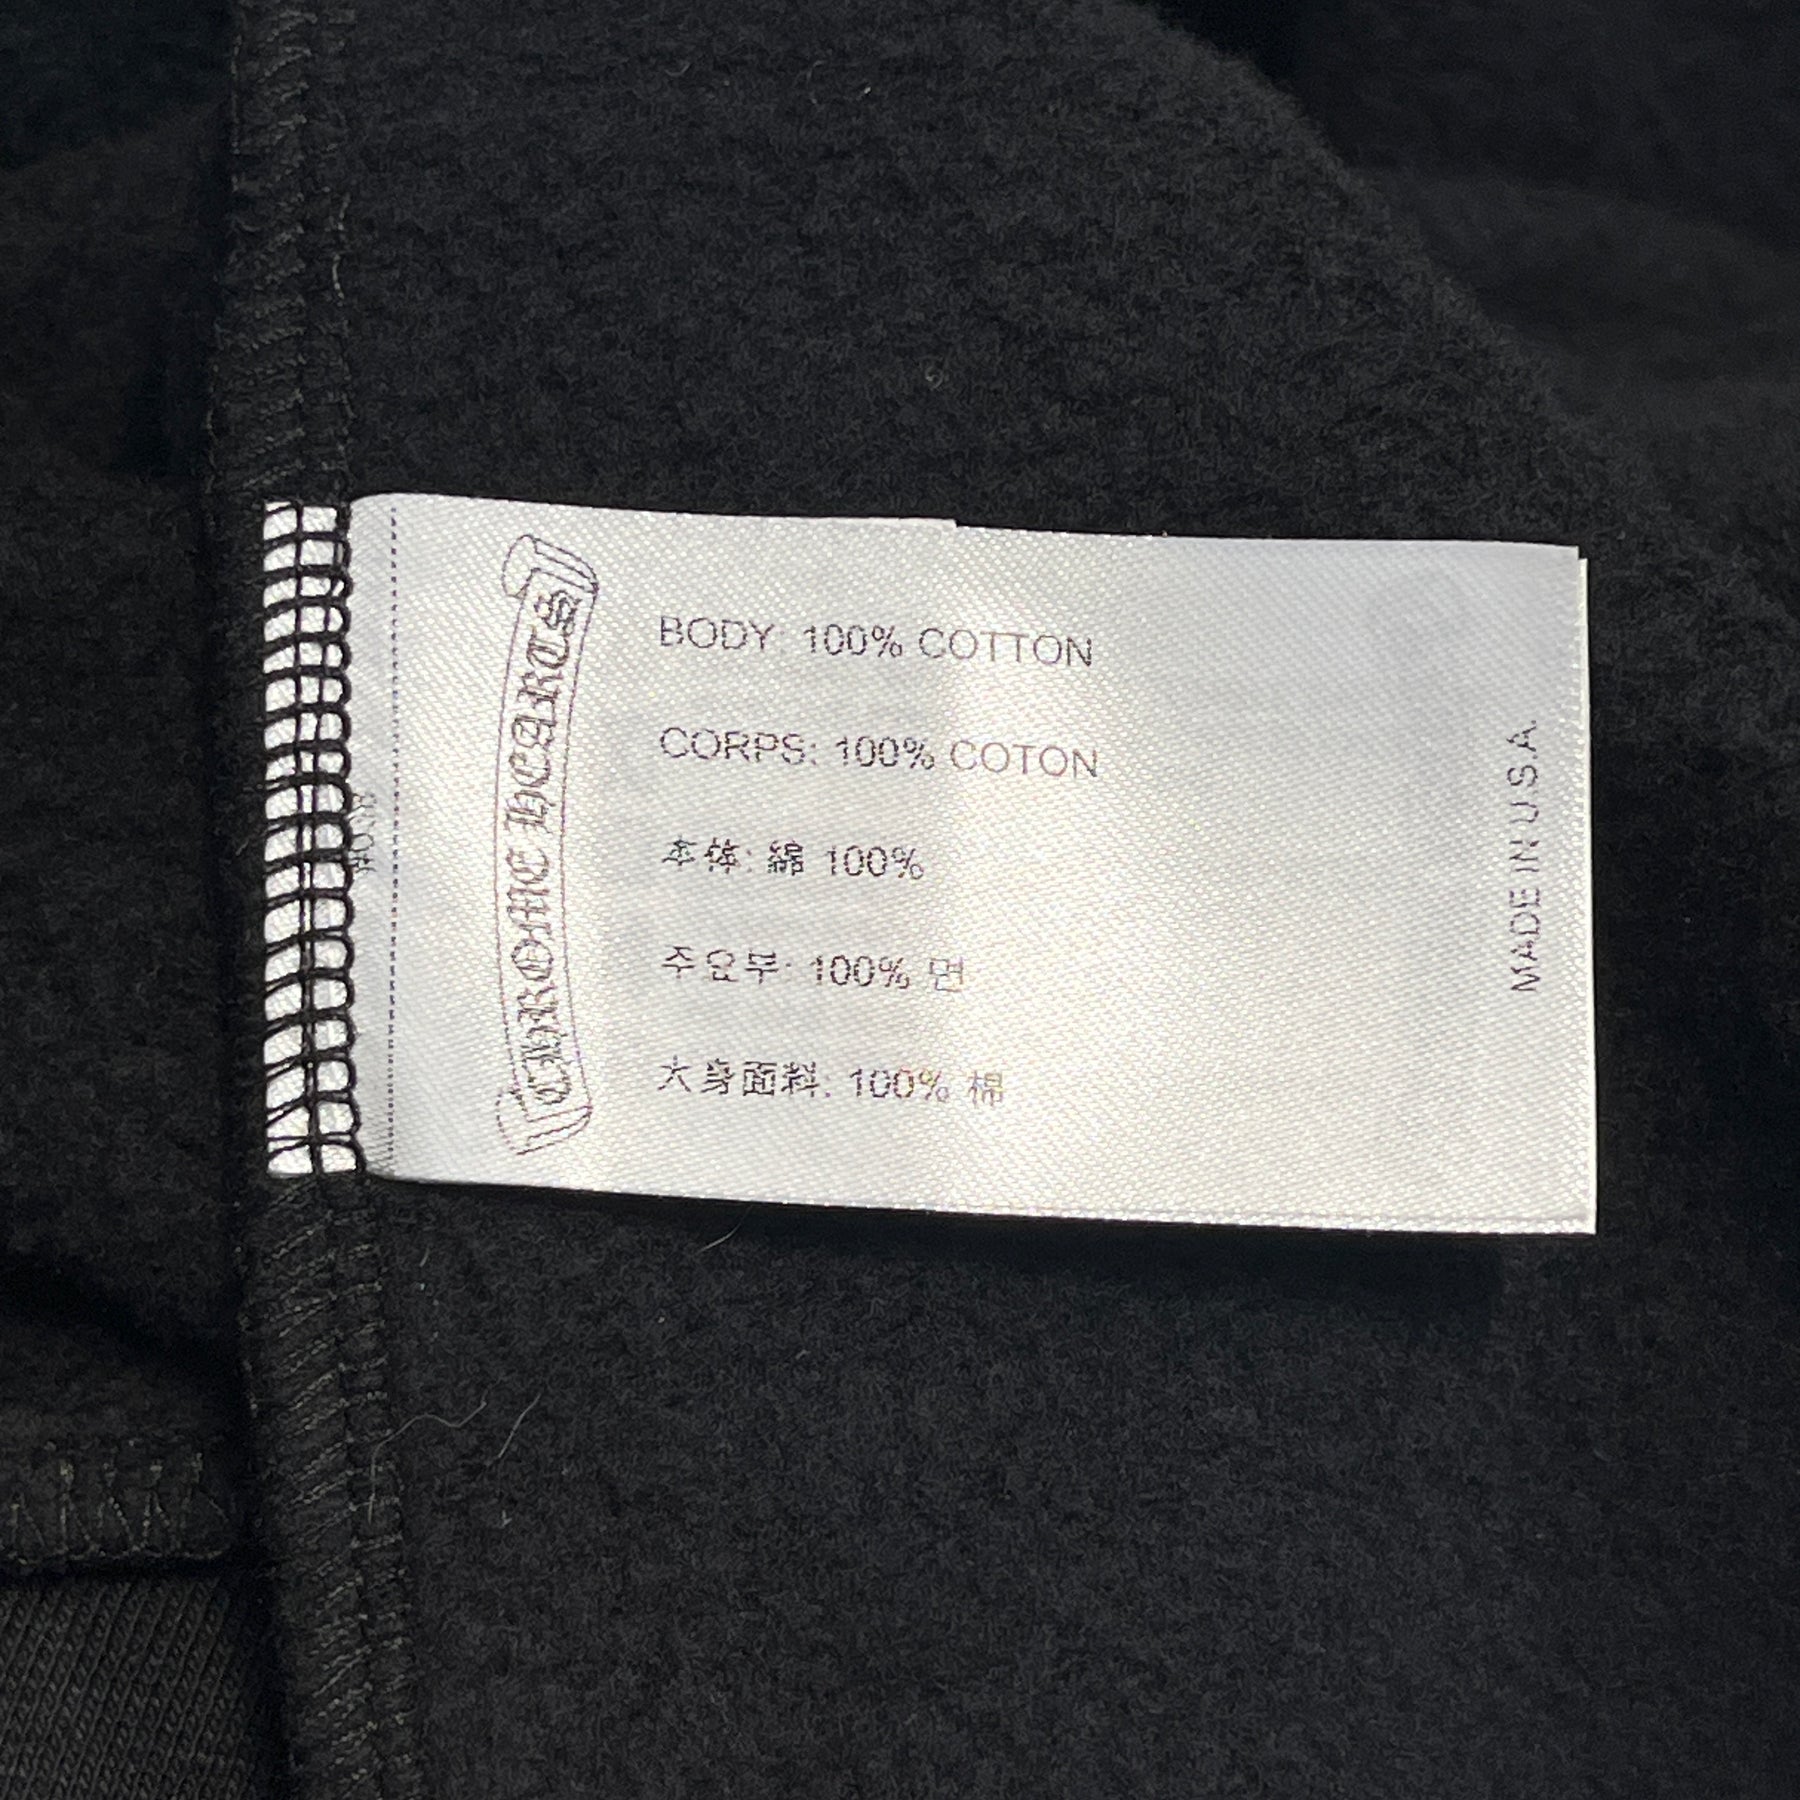 CHROME HEARTS
BODY: 100% COTTON
CORPS: 100% COTON
本体: 綿 100%
주요부: 100% 면
大身面料: 100% 棉
MADE IN U.S.A.